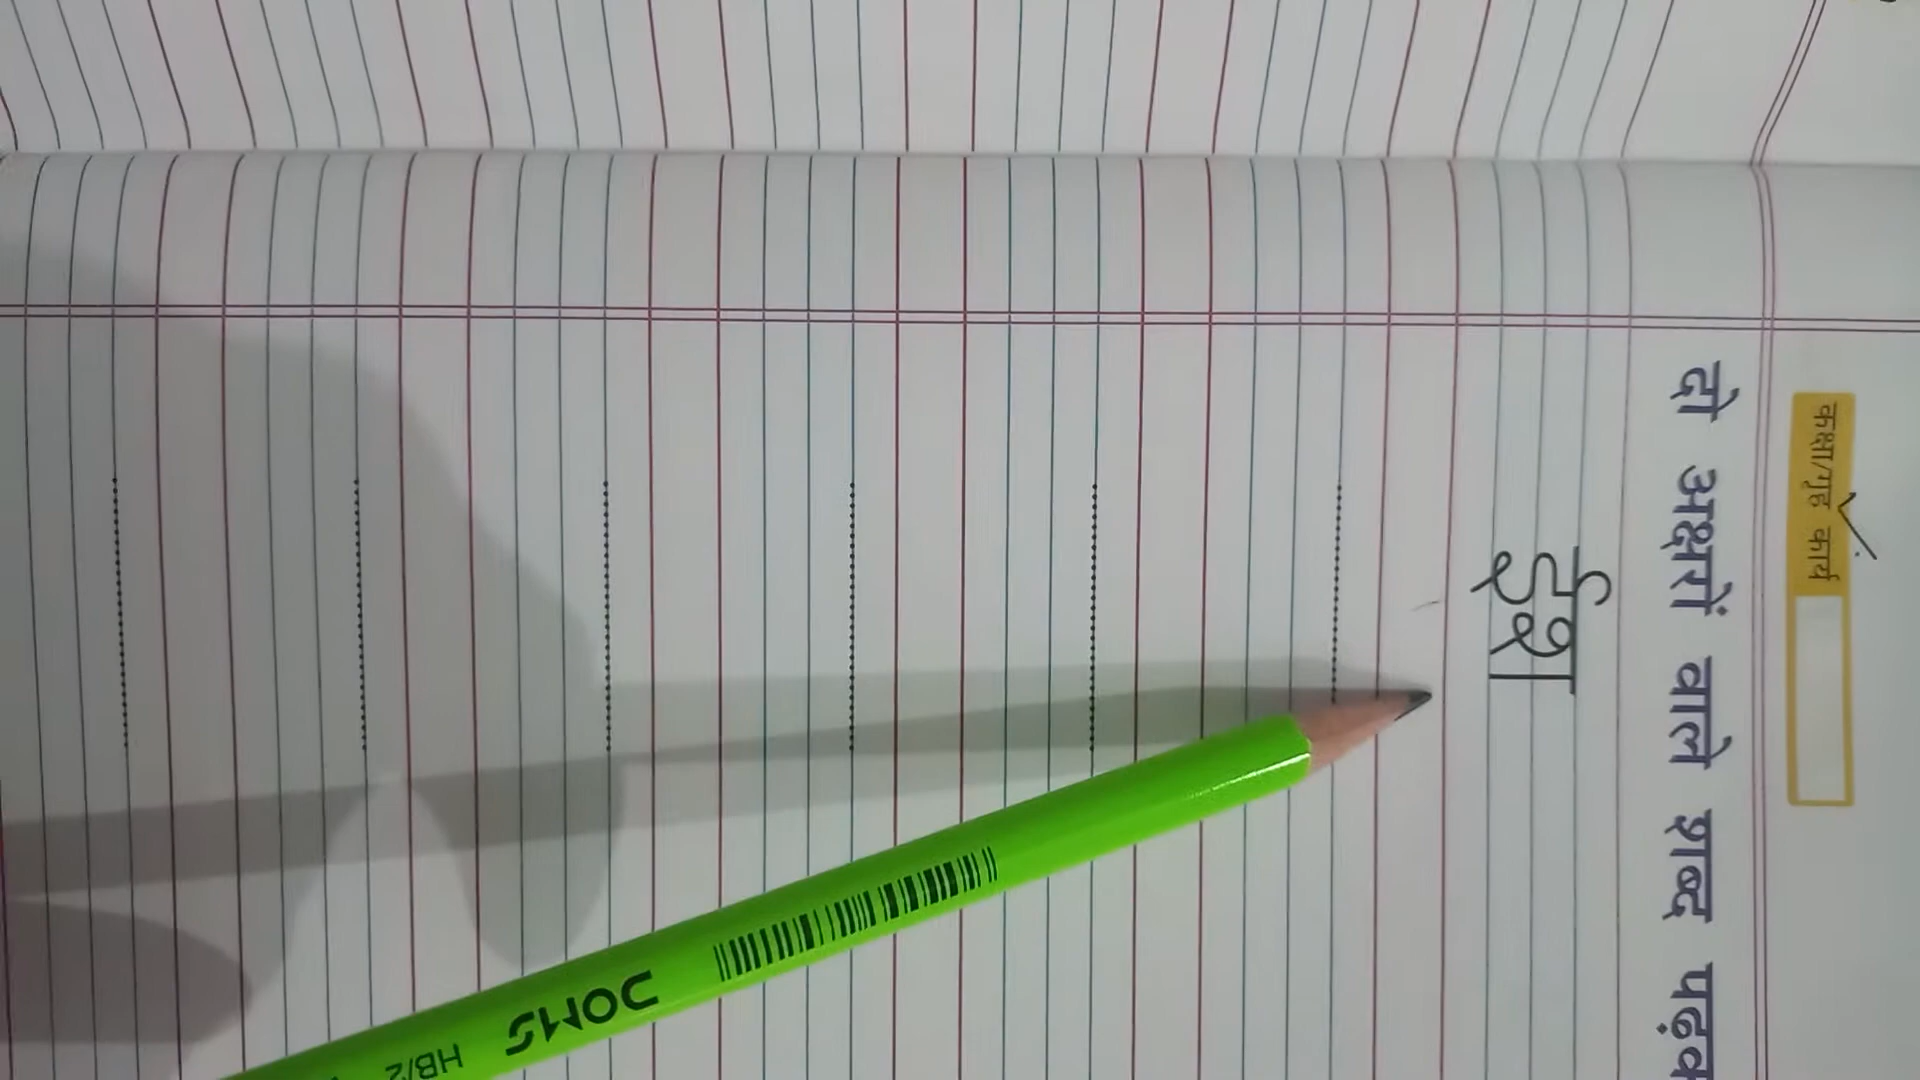 कक्षा/गृह कार्य
दो अक्षरों वाले शब्द पढ़क
ईश
DOMS
HB/2